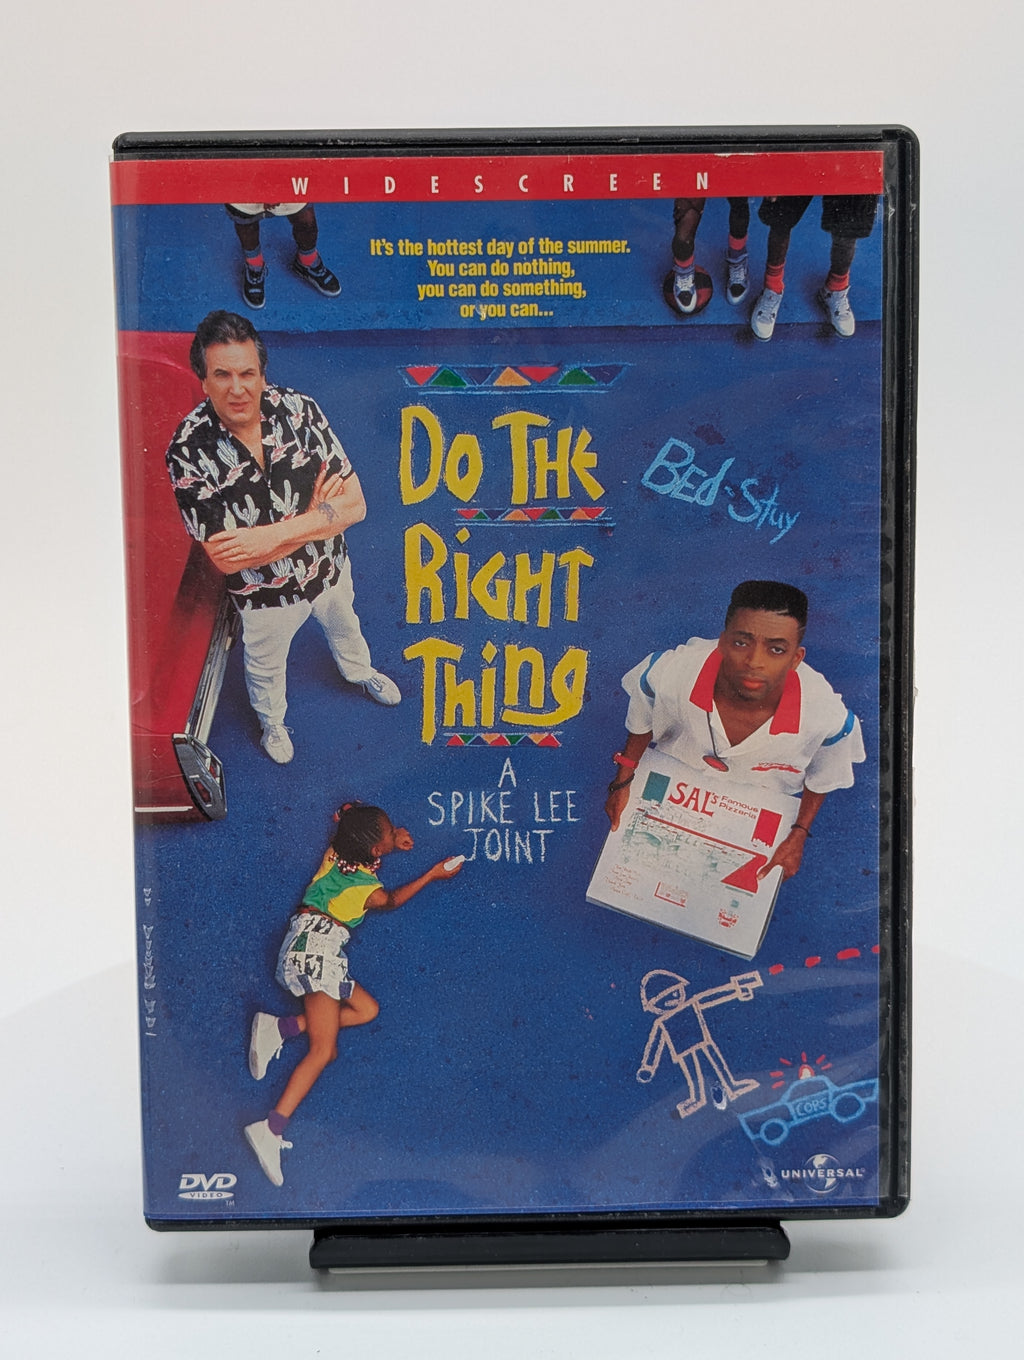 WIDESCREEN
It's the hottest day of the summer.
You can do nothing,
you can do something,
or you can...
DO THE
RIGHT
Thing
BED-Stuy
A
SPIKE LEE
JOINT
SAL's Famous
Pizzeria
COPS
DVD
VIDEO
TM
UNIVERSAL